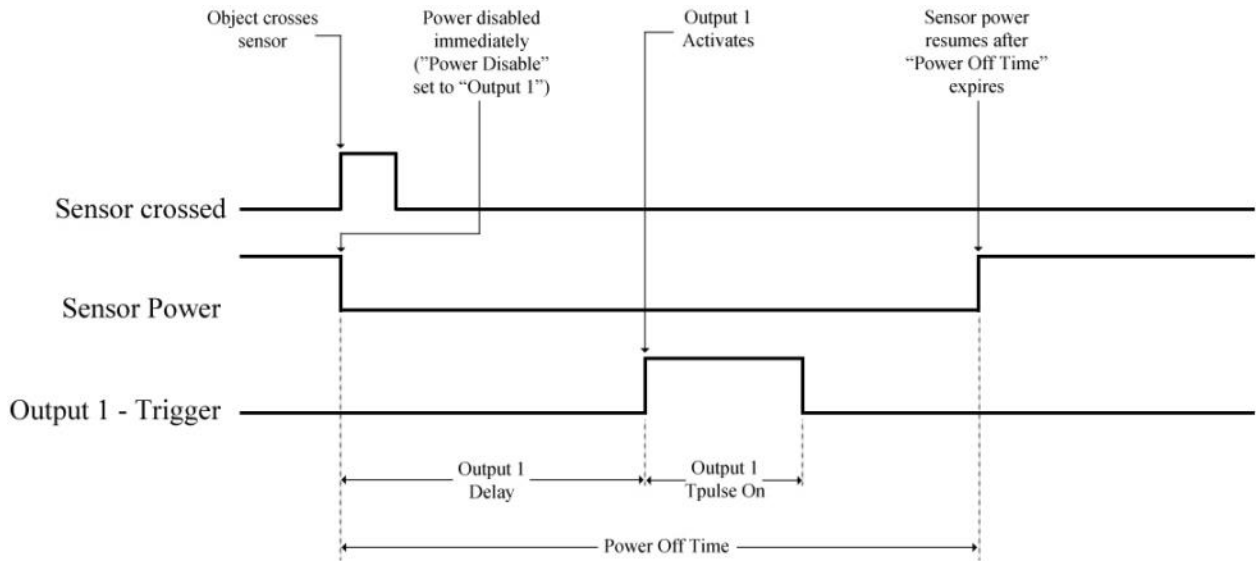 Object crosses
sensor
Power disabled
immediately
(”Power Disable”
set to “Output 1”)
Output 1
Activates
Sensor power
resumes after
“Power Off Time”
expires
Sensor crossed
Sensor Power
Output 1 - Trigger
Output 1
Delay
Output 1
Tpulse On
Power Off Time